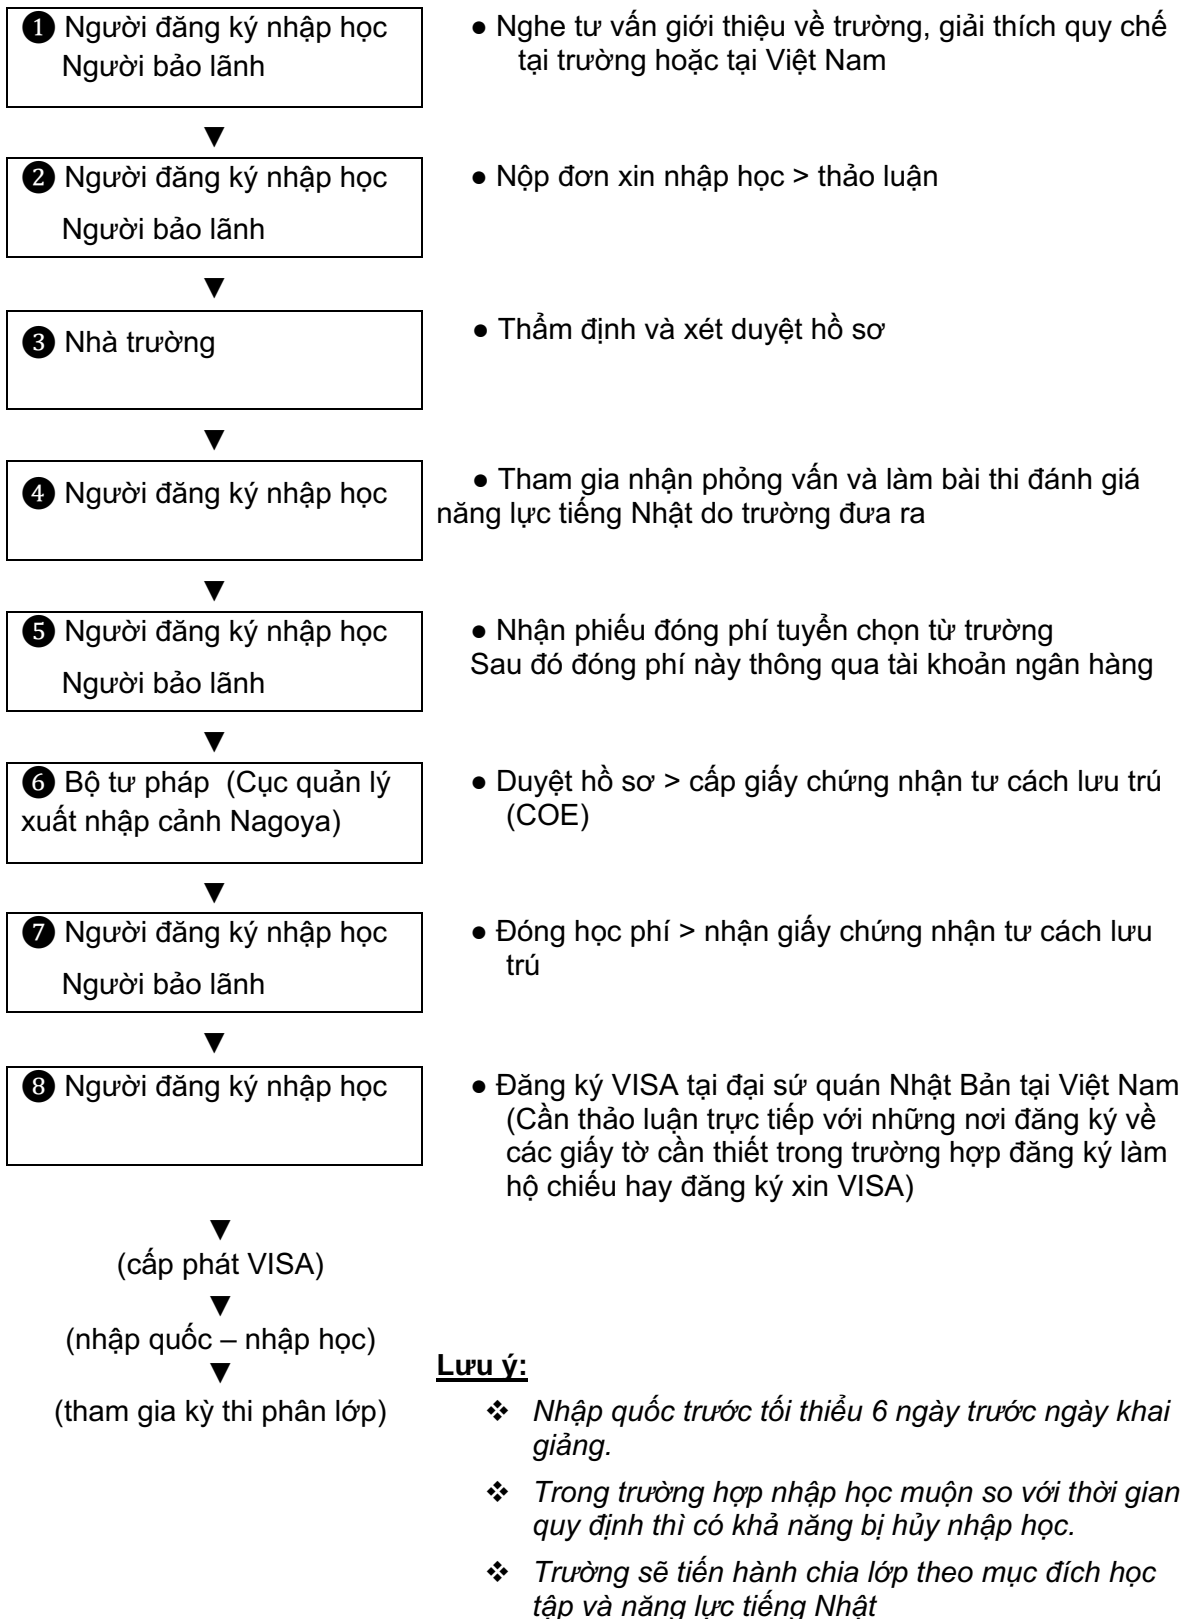 ❶ Người đăng ký nhập học
Người bảo lãnh
● Nghe tư vấn giới thiệu về trường, giải thích quy chế
tại trường hoặc tại Việt Nam
▼
❷ Người đăng ký nhập học
Người bảo lãnh
● Nộp đơn xin nhập học > thảo luận
▼
❸ Nhà trường
● Thẩm định và xét duyệt hồ sơ
▼
❹ Người đăng ký nhập học
● Tham gia nhận phỏng vấn và làm bài thi đánh giá
năng lực tiếng Nhật do trường đưa ra
▼
❺ Người đăng ký nhập học
Người bảo lãnh
● Nhận phiếu đóng phí tuyển chọn từ trường
Sau đó đóng phí này thông qua tài khoản ngân hàng
▼
❻ Bộ tư pháp (Cục quản lý
xuất nhập cảnh Nagoya)
● Duyệt hồ sơ > cấp giấy chứng nhận tư cách lưu trú
(COE)
▼
❼ Người đăng ký nhập học
Người bảo lãnh
● Đóng học phí > nhận giấy chứng nhận tư cách lưu
trú
▼
❽ Người đăng ký nhập học
● Đăng ký VISA tại đại sứ quán Nhật Bản tại Việt Nam
(Cần thảo luận trực tiếp với những nơi đăng ký về
các giấy tờ cần thiết trong trường hợp đăng ký làm
hộ chiếu hay đăng ký xin VISA)
▼
(cấp phát VISA)
▼
(nhập quốc – nhập học)
▼
(tham gia kỳ thi phân lớp)
Lưu ý:
❖ Nhập quốc trước tối thiểu 6 ngày trước ngày khai
giảng.
❖ Trong trường hợp nhập học muộn so với thời gian
quy định thì có khả năng bị hủy nhập học.
❖ Trường sẽ tiến hành chia lớp theo mục đích học
tập và năng lực tiếng Nhật